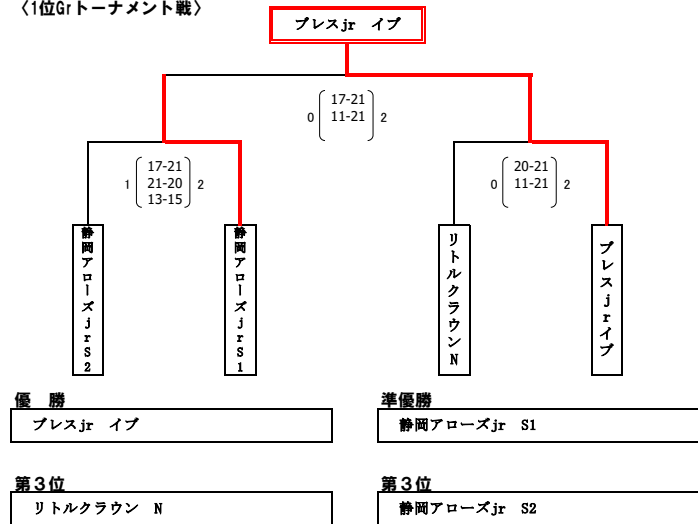 〈1位Grトーナメント戦〉
ブレスjr イブ
0 17-21 2
11-21
1 17-21 2
21-20
13-15
0 20-21 2
11-21
静岡アローズjrS2
静岡アローズjrS1
リトルクラウンN
ブレスjrイブ
優 勝
ブレスjr イブ
準優勝
静岡アローズjr S1
第３位
リトルクラウン N
第３位
静岡アローズjr S2